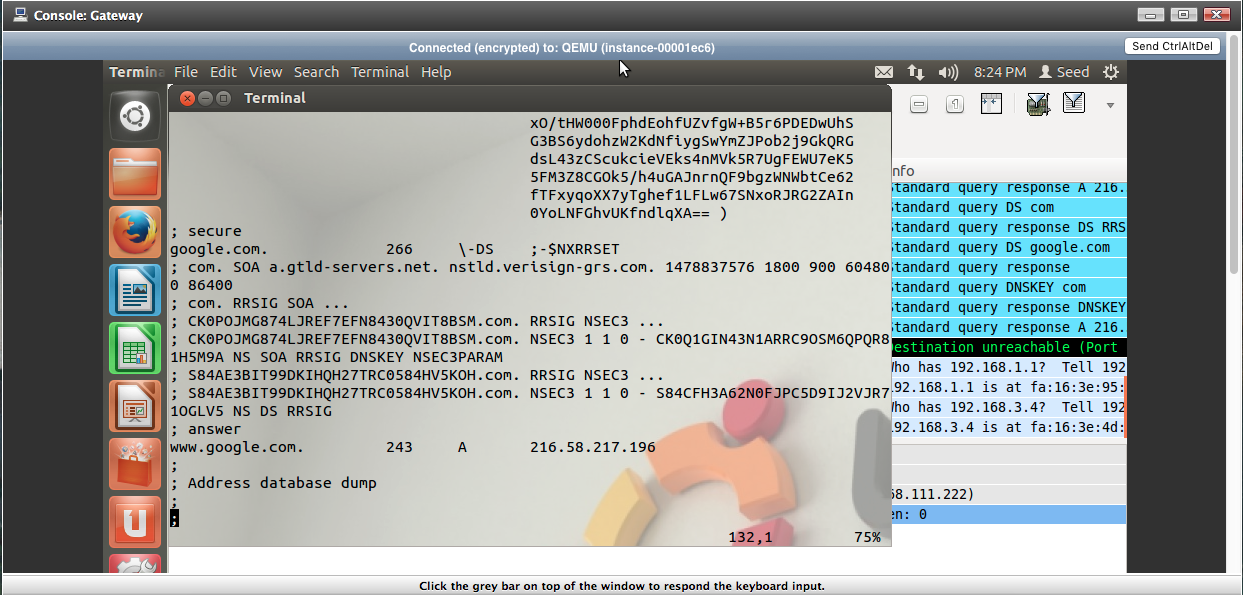 Console: Gateway
Connected (encrypted) to: QEMU (instance-00001ec6)
Send CtrlAltDel
Termina File Edit View Search Terminal Help 8:24 PM Seed
Terminal
xO/tHW000FphdEohfUZvfgW+B5r6PDEDwUhS
G3BS6ydohzW2KdNfiygSwYmZJPob2j9GkQRG
dsL43zCScukcieVEks4nMVk5R7UgFEWU7eK5
5FM3Z8CGOk5/h4uGAJnrnQF9bgzWNWbtCe62
fTFxyqoXX7yTghef1LFLw67SNxoRJRG2ZAIn
0YoLNFGhvUKfndlqXA== )
; secure
google.com. 266 \-DS ;-$NXRRSET
; com. SOA a.gtld-servers.net. nstld.verisign-grs.com. 1478837576 1800 900 60480
0 86400
; com. RRSIG SOA ...
; CK0POJMG874LJREF7EFN8430QVIT8BSM.com. RRSIG NSEC3 ...
; CK0POJMG874LJREF7EFN8430QVIT8BSM.com. NSEC3 1 1 0 - CK0Q1GIN43N1ARRC9OSM6QPQR8
1H5M9A NS SOA RRSIG DNSKEY NSEC3PARAM
; S84AE3BIT99DKIHQH27TRC0584HV5KOH.com. RRSIG NSEC3 ...
; S84AE3BIT99DKIHQH27TRC0584HV5KOH.com. NSEC3 1 1 0 - S84CFH3A62N0FJPC5D9IJ2VJR7
1OGLV5 NS DS RRSIG
; answer
www.google.com. 243 A 216.58.217.196
;
; Address database dump
;
;
132,1 75%
nfo
Standard query response A 216.
Standard query DS com
Standard query response DS RRS
Standard query DS google.com
Standard query response
Standard query DNSKEY com
Standard query response DNSKEY
Standard query response A 216.
Destination unreachable (Port
Who has 192.168.1.1? Tell 192
192.168.1.1 is at fa:16:3e:95:
Who has 192.168.3.4? Tell 192
192.168.3.4 is at fa:16:3e:4d:
68.111.222)
en: 0
Click the grey bar on top of the window to respond the keyboard input.